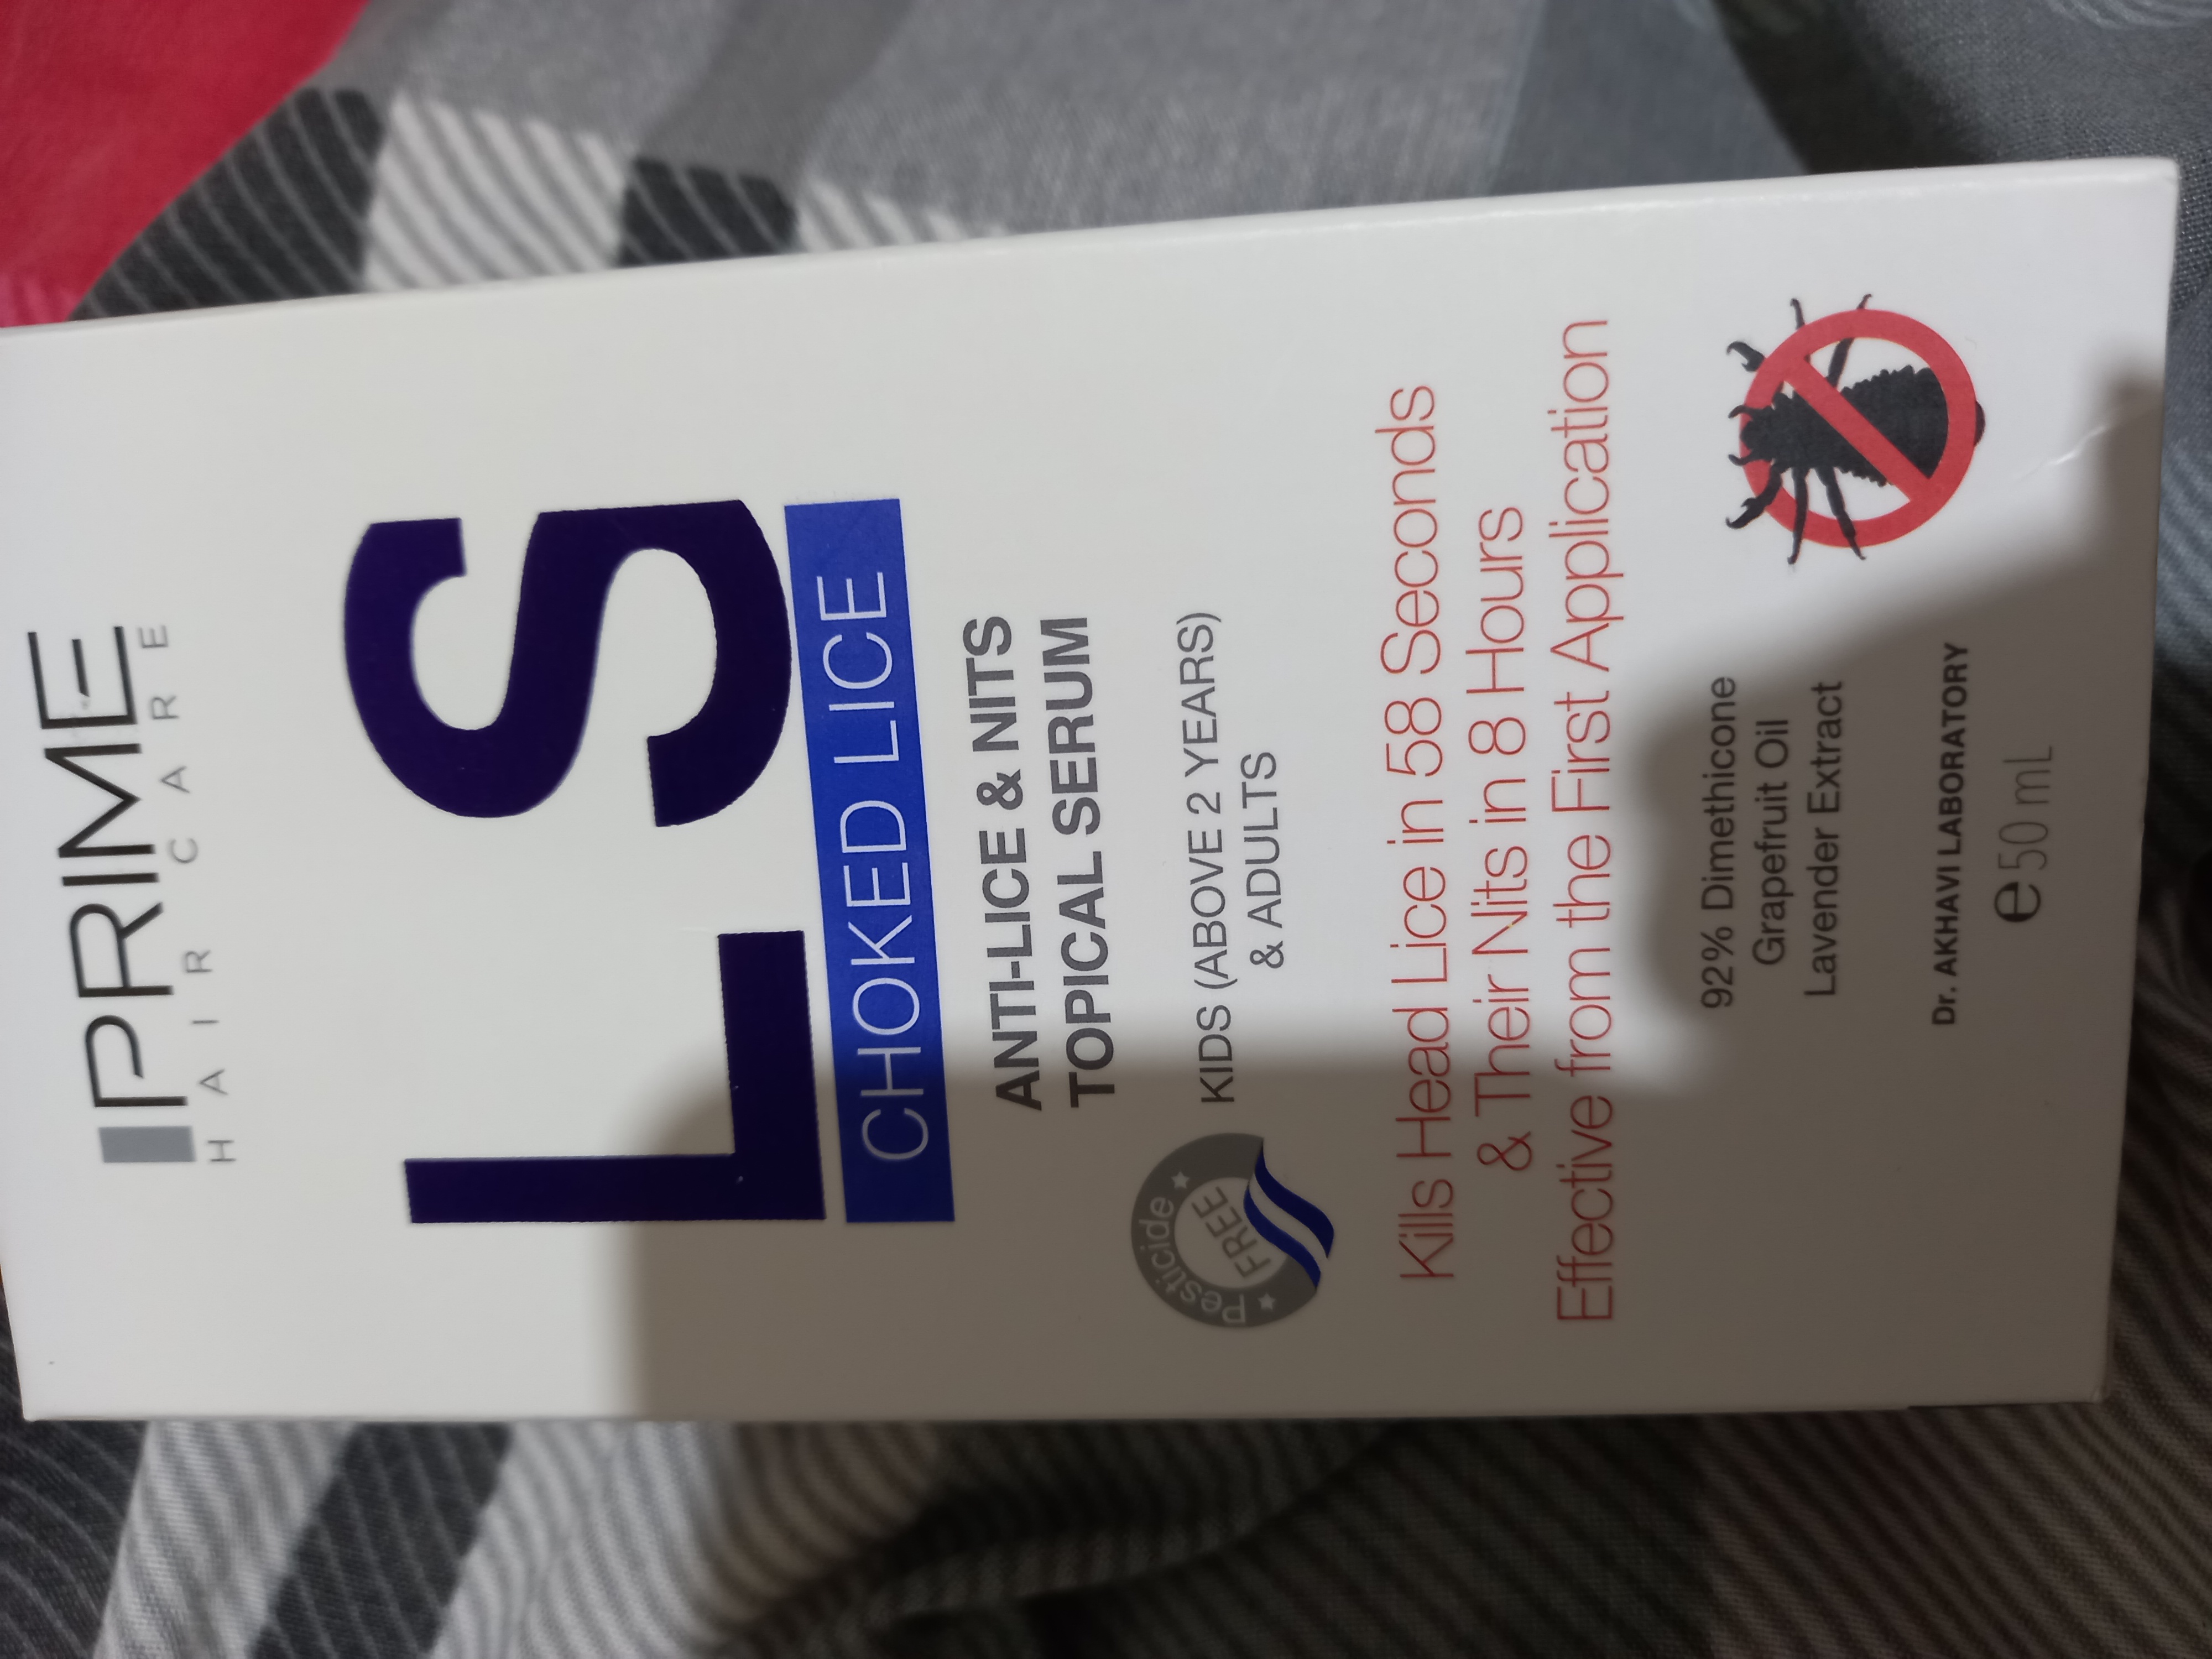 PRIME
HAIR CARE
LS
CHOKED LICE
ANTI-LICE & NITS
TOPICAL SERUM
KIDS (ABOVE 2 YEARS)
& ADULTS
Pesticide
FREE
Kills Head Lice in 58 Seconds
& Their Nits in 8 Hours
Effective from the First Application
92% Dimethicone
Grapefruit Oil
Lavender Extract
Dr. AKHAVI LABORATORY
℮50 mL